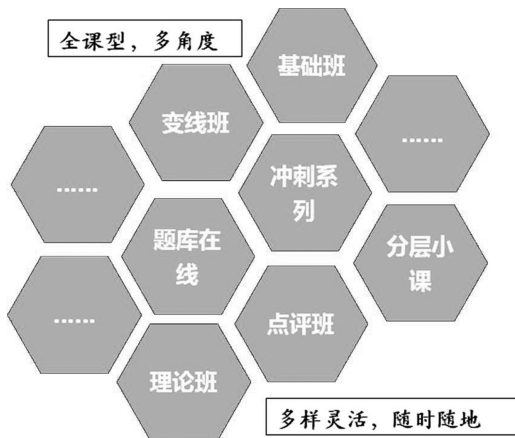 全课型，多角度
基础班
变线班
……
冲刺系
列
……
题库在
线
分层小
课
……
点评班
理论班
多样灵活，随时随地